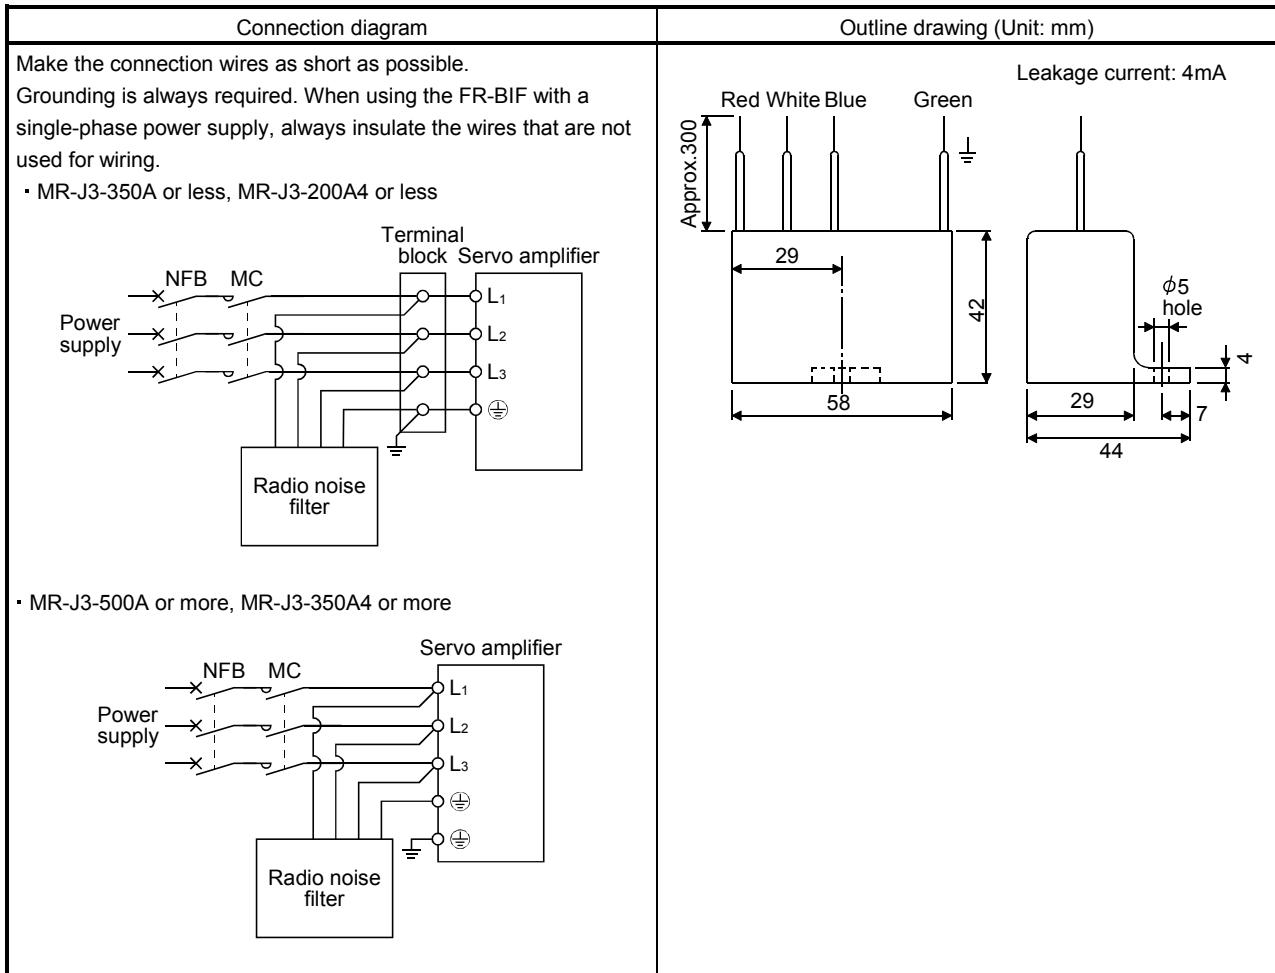 Connection diagram
Outline drawing (Unit: mm)
Make the connection wires as short as possible.
Grounding is always required. When using the FR-BIF with a
single-phase power supply, always insulate the wires that are not
used for wiring.
・MR-J3-350A or less, MR-J3-200A4 or less
Terminal
block
Servo amplifier
NFB
MC
Power
supply
L1
L2
L3
Radio noise
filter
・MR-J3-500A or more, MR-J3-350A4 or more
Servo amplifier
NFB
MC
Power
supply
L1
L2
L3
Radio noise
filter
Leakage current: 4mA
Red White Blue
Green
Approx.300
29
42
58
φ5
hole
4
29
7
44